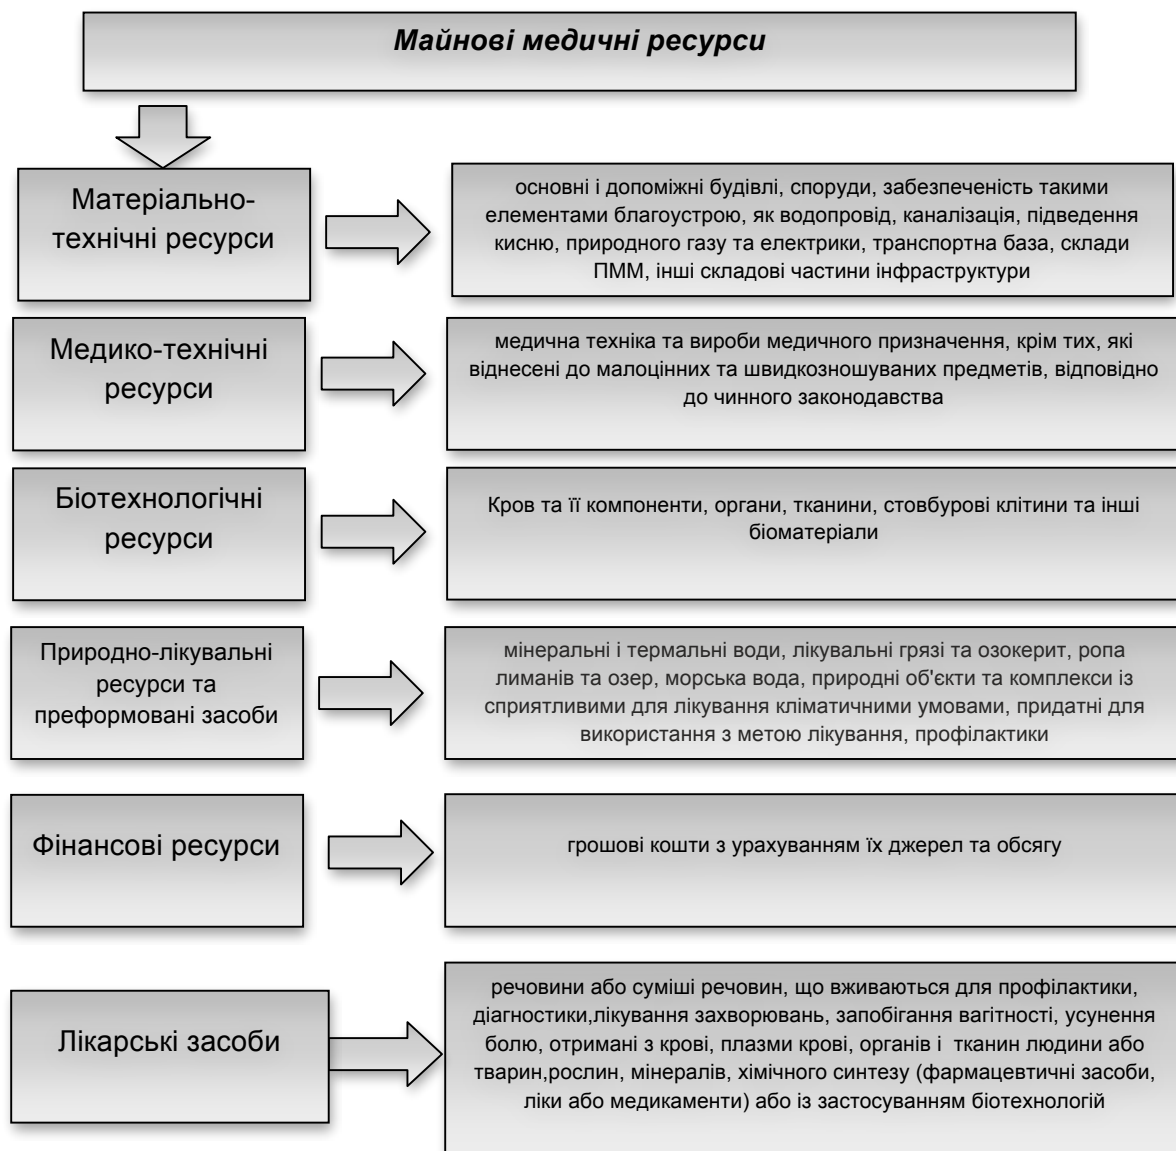 Майнові медичні ресурси
Матеріально-
технічні ресурси
основні і допоміжні будівлі, споруди, забезпеченість такими
елементами благоустрою, як водопровід, каналізація, підведення
кисню, природного газу та електрики, транспортна база, склади
ПММ, інші складові частини інфраструктури
Медико-технічні
ресурси
медична техніка та вироби медичного призначення, крім тих, які
віднесені до малоцінних та швидкозношуваних предметів, відповідно
до чинного законодавства
Біотехнологічні
ресурси
Кров та її компоненти, органи, тканини, стовбурові клітини та інші
біоматеріали
Природно-лікувальні
ресурси та
преформовані засоби
мінеральні і термальні води, лікувальні грязі та озокерит, ропа
лиманів та озер, морська вода, природні об'єкти та комплекси із
сприятливими для лікування кліматичними умовами, придатні для
використання з метою лікування, профілактики
Фінансові ресурси
грошові кошти з урахуванням їх джерел та обсягу
Лікарські засоби
речовини або суміші речовин, що вживаються для профілактики,
діагностики,лікування захворювань, запобігання вагітності, усунення
болю, отримані з крові, плазми крові, органів і  тканин людини або
тварин,рослин, мінералів, хімічного синтезу (фармацевтичні засоби,
ліки або медикаменти) або із застосуванням біотехнологій